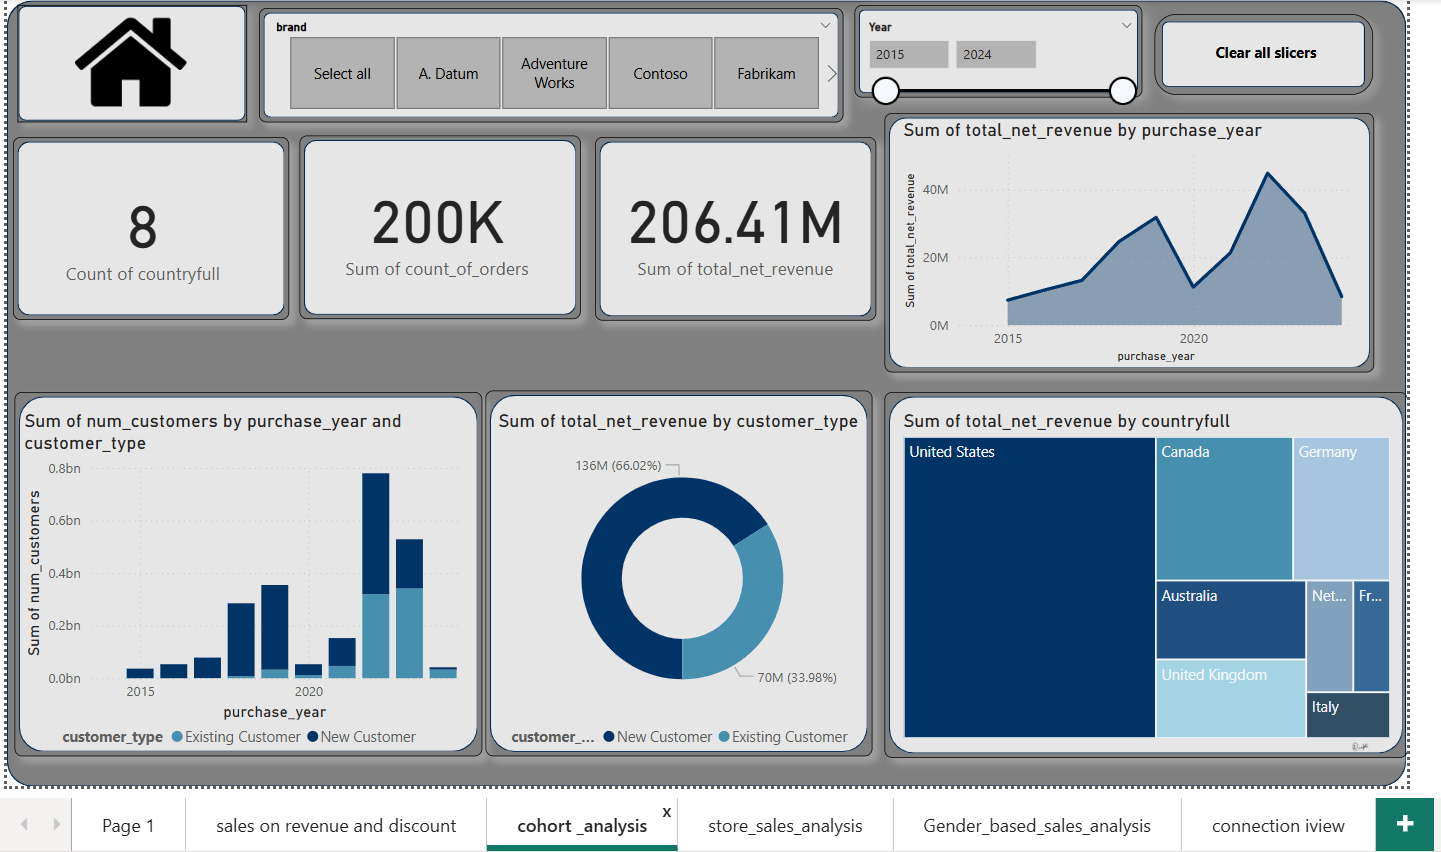 brand
Select all
A. Datum
Adventure
Works
Contoso
Fabrikam
Year
2015
2024
Clear all slicers
8
Count of countryfull
200K
Sum of count_of_orders
206.41M
Sum of total_net_revenue
Sum of total_net_revenue by purchase_year
Sum of total_net_revenue
40M
20M
0M
2015
2020
purchase_year
Sum of num_customers by purchase_year and
customer_type
Sum of num_customers
0.8bn
0.6bn
0.4bn
0.2bn
0.0bn
2015
2020
purchase_year
customer_type
Existing Customer
New Customer
Sum of total_net_revenue by customer_type
136M (66.02%)
70M (33.98%)
customer_...
New Customer
Existing Customer
Sum of total_net_revenue by countryfull
United States
Canada
Germany
Australia
Net...
Fr...
United Kingdom
Italy
Page 1
sales on revenue and discount
cohort _analysis
x
store_sales_analysis
Gender_based_sales_analysis
connection iview
+